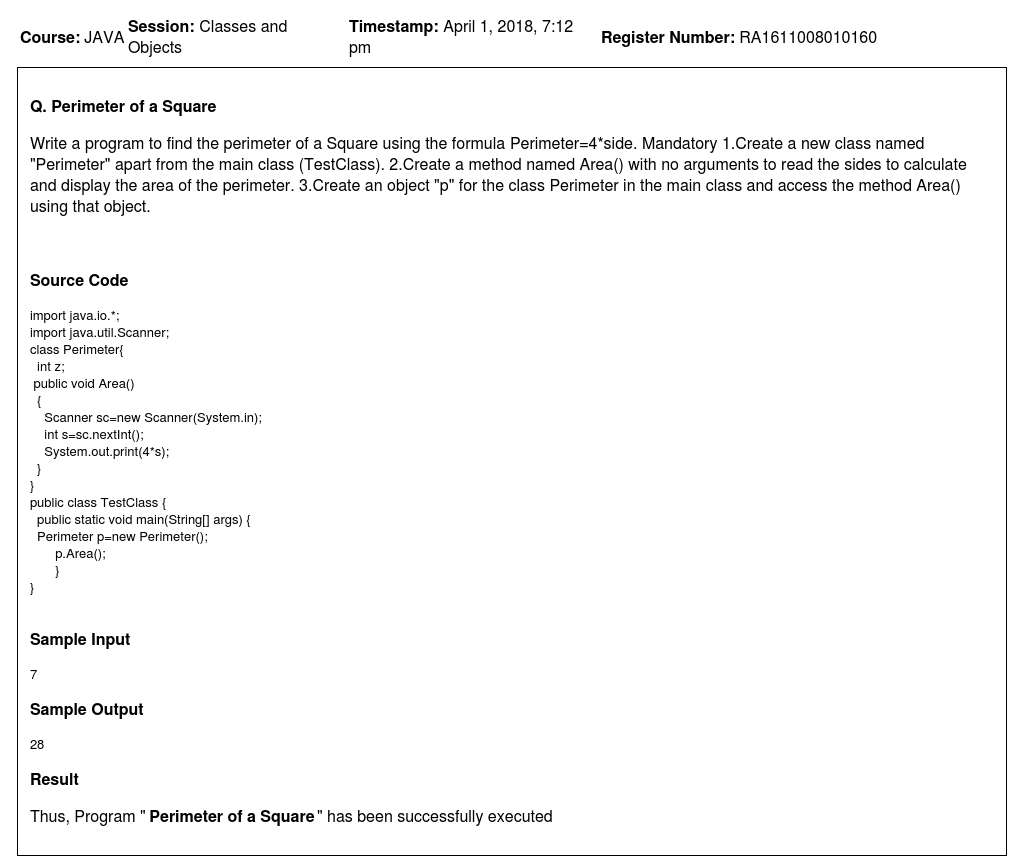 Course: JAVA Session: Classes and Objects Timestamp: April 1, 2018, 7:12 pm Register Number: RA1611008010160
Q. Perimeter of a Square
Write a program to find the perimeter of a Square using the formula Perimeter=4*side. Mandatory 1.Create a new class named
"Perimeter" apart from the main class (TestClass). 2.Create a method named Area() with no arguments to read the sides to calculate
and display the area of the perimeter. 3.Create an object "p" for the class Perimeter in the main class and access the method Area()
using that object.
Source Code
import java.io.*;
import java.util.Scanner;
class Perimeter{
  int z;
 public void Area()
  {
    Scanner sc=new Scanner(System.in);
    int s=sc.nextInt();
    System.out.print(4*s);
  }
}
public class TestClass {
  public static void main(String[] args) {
  Perimeter p=new Perimeter();
       p.Area();
       }
}
Sample Input
7
Sample Output
28
Result
Thus, Program " Perimeter of a Square " has been successfully executed